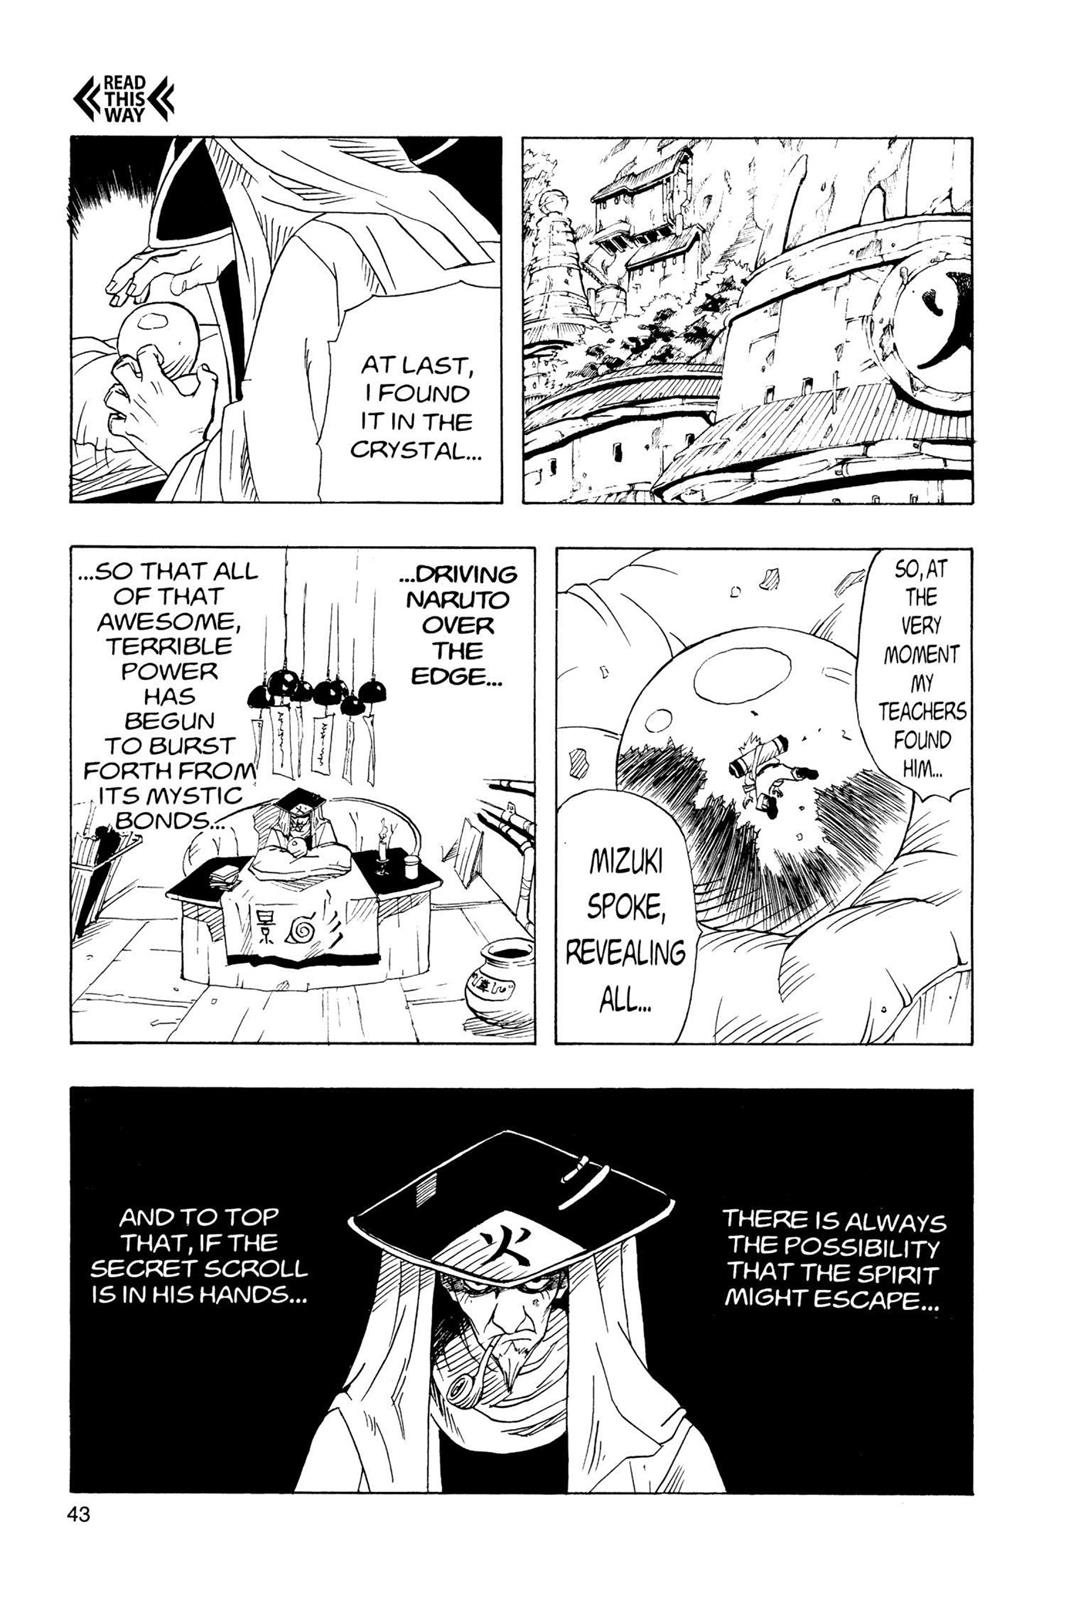 READ
THIS
WAY
AT LAST,
I FOUND
IT IN THE
CRYSTAL...
SO, AT
THE
VERY
MOMENT
MY
TEACHERS
FOUND
HIM...
MIZUKI
SPOKE,
REVEALING
ALL...
...DRIVING
NARUTO
OVER
THE
EDGE...
...SO THAT ALL
OF THAT
AWESOME,
TERRIBLE
POWER
HAS
BEGUN
TO BURST
FORTH FROM
ITS MYSTIC
BONDS...
THERE IS ALWAYS
THE POSSIBILITY
THAT THE SPIRIT
MIGHT ESCAPE...
火
AND TO TOP
THAT, IF THE
SECRET SCROLL
IS IN HIS HANDS...
43